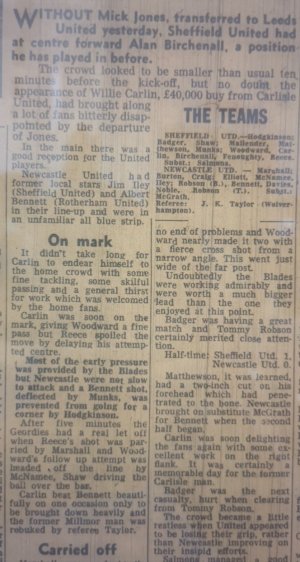 WITHOUT Mick Jones, transferred to Leeds
United yesterday, Sheffield United had
at centre forward Alan Birchenall, a position
he has played in before.
The crowd looked to be smaller than usual ten
minutes before the kick-off, but no doubt the
appearance of Willie Carlin, £40,000 buy from Carlisle
United, had brought along
a lot of fans bitterly disap-
pointed by the departure
of Jones.
In the main there was a
good reception for the United
players.
Newcastle United had
former local stars Jim Iley
(Sheffield United) and Albert
Bennett (Rotherham United)
in their line-up and were in
an unfamiliar all blue strip.
On mark
It didn't take long for
Carlin to endear himself to
the home crowd with some
fine tackling, some skilful
passing and a general thirst
for work which was welcomed
by the home fans.
Carlin was soon on the
mark, giving Woodward a fine
pass but Reece spoiled the
move by delaying his attemp-
ted centre.
Most of the early pressure
was provided by the Blades
but Newcastle were not slow
to attack and a Bennett shot,
deflected by Munks, was
prevented from going for a
corner by Hodgkinson.
After five minutes the
Geordies had a real let off
when Reece's shot was par-
ried by Marshall and Wood-
ward's follow up attempt was
headed off the line by
McNamee, Shaw driving the
ball over the bar.
Carlin beat Bennett beauti-
fully on one occasion only to
be brought down heavily and
the former Millmor man was
rebuked by referee Taylor.
Carried off
THE TEAMS
SHEFFIELD UTD.—Hodgkinson;
Badger, Shaw; Mallender, Mat-
thewson, Munks; Woodward, Car-
lin, Birchenall, Fenoughty, Reece.
Subst.: Salmons.
NEWCASTLE UTD. — Marshall;
Burton, Craig; Elliott, McNamee,
Iley; Robson (B.), Bennett, Davies,
Noble, Robson (T.). Subst.:
McGrath.
Referee: J. K. Taylor (Wolver-
hampton).
no end of problems and Wood-
ward nearly made it two with
a fierce cross shot from a
narrow angle. This went just
wide of the far post.
Undoubtedly the Blades
were working admirably and
were worth a much bigger
lead than the one they
enjoyed at this point.
Badger was having a great
match and Tommy Robson
certainly merited close atten-
tion.
Half-time: Sheffield Utd. 1,
Newcastle Utd. 0.
Matthewson, it was learned,
had a two-inch cut on his
forehead which had pene-
trated to the bone. Newcastle
brought on substitute McGrath
for Bennett when the second
half began.
Carlin was soon delighting
the fans again with some ex-
cellent work on the right
flank. It was certainly a
memorable day for the former
Carlisle man.
Badger was the next
casualty, hurt when clearing
from Tommy Robson.
The crowd became a little
restless when United appeared
to be losing their grip, rather
than Newcastle improving on
their insipid efforts.
Salmons managed a good